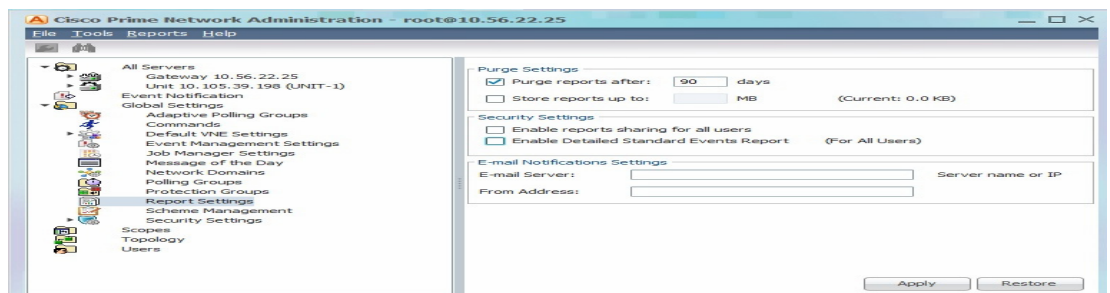 Cisco Prime Network Administration - root@10.56.22.25
File Tools Reports Help
All Servers
Gateway 10.56.22.25
Unit 10.105.39.198 (UNIT-1)
Event Notification
Global Settings
Adaptive Polling Groups
Commands
Default VNE Settings
Event Management Settings
Job Manager Settings
Message of the Day
Network Domains
Polling Groups
Protection Groups
Report Settings
Scheme Management
Security Settings
Scopes
Topology
Users
Purge Settings
Purge reports after: 90 days
Store reports up to: MB (Current: 0.0 KB)
Security Settings
Enable reports sharing for all users
Enable Detailed Standard Events Report (For All Users)
E-mail Notifications Settings
E-mail Server: Server name or IP
From Address:
Apply Restore